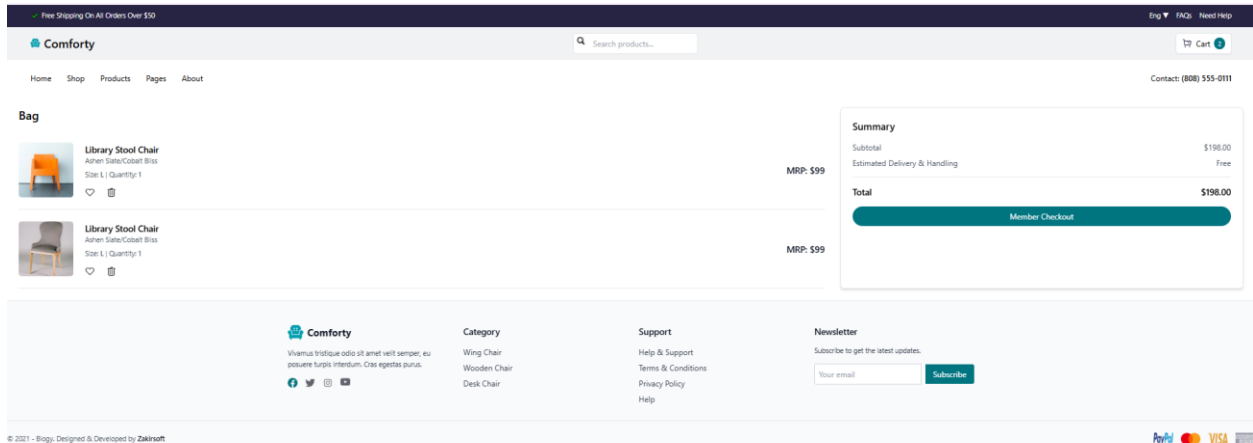 Free Shipping On All Orders Over $50
Eng ▼ FAQs Need Help
Comforty
Search products...
Cart 2
Home Shop Products Pages About
Contact: (808) 555-0111
Bag
Library Stool Chair
Ashen Slate/Cobalt Bliss
Size: L | Quantity: 1
MRP: $99
Library Stool Chair
Ashen Slate/Cobalt Bliss
Size: L | Quantity: 1
MRP: $99
Summary
Subtotal $198.00
Estimated Delivery & Handling Free
Total $198.00
Member Checkout
Comforty
Vivamus tristique odio sit amet velit semper, eu
posuere turpis interdum. Cras egestas purus.
Category
Wing Chair
Wooden Chair
Desk Chair
Support
Help & Support
Terms & Conditions
Privacy Policy
Help
Newsletter
Subscribe to get the latest updates.
Your email Subscribe
© 2021 - Blogy. Designed & Developed by Zakirsoft
PayPal VISA